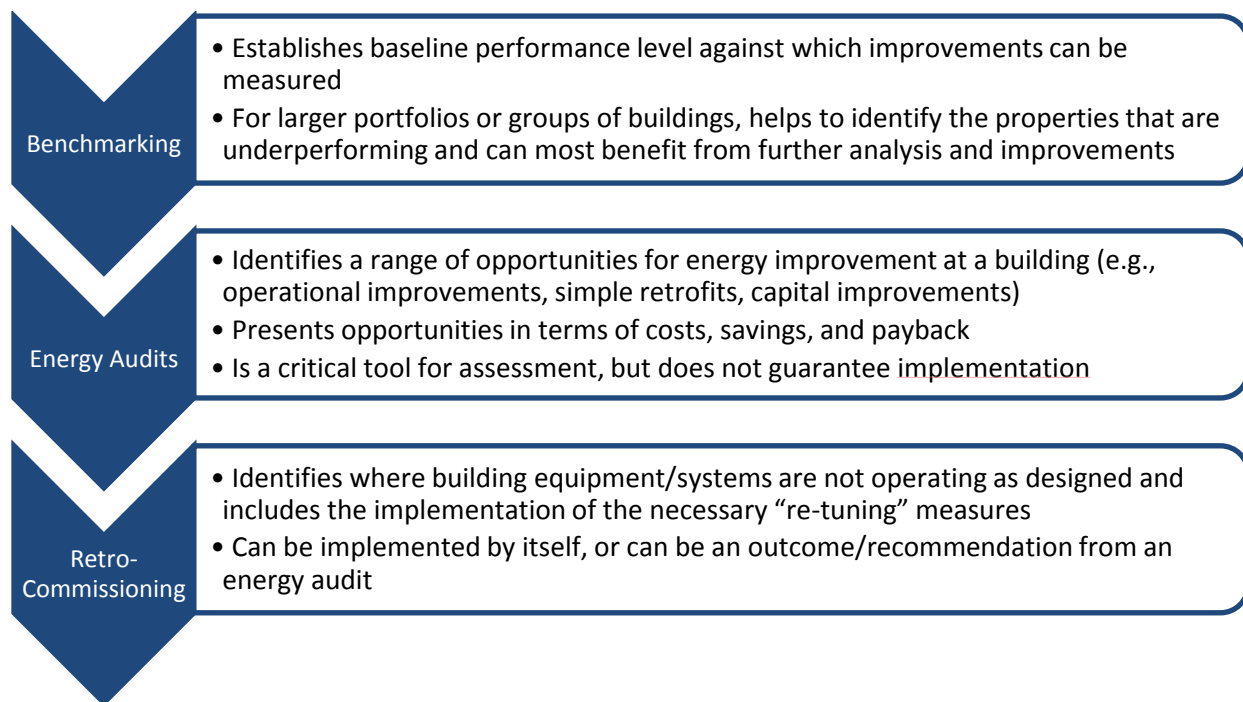 Benchmarking
• Establishes baseline performance level against which improvements can be
measured
• For larger portfolios or groups of buildings, helps to identify the properties that are
underperforming and can most benefit from further analysis and improvements
Energy Audits
• Identifies a range of opportunities for energy improvement at a building (e.g.,
operational improvements, simple retrofits, capital improvements)
• Presents opportunities in terms of costs, savings, and payback
• Is a critical tool for assessment, but does not guarantee implementation
Retro-
Commissioning
• Identifies where building equipment/systems are not operating as designed and
includes the implementation of the necessary “re-tuning” measures
• Can be implemented by itself, or can be an outcome/recommendation from an
energy audit